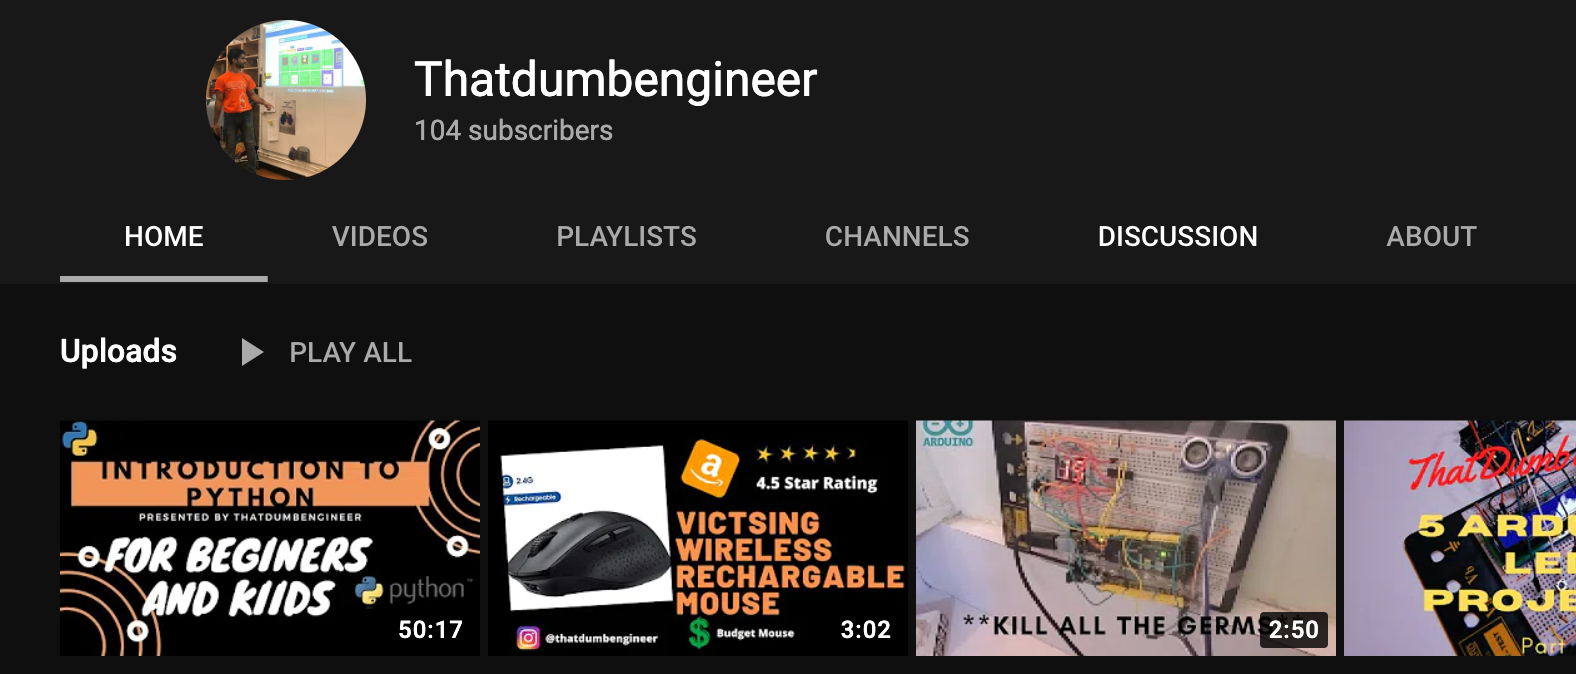 Thatdumbengineer
104 subscribers
HOME VIDEOS PLAYLISTS CHANNELS DISCUSSION ABOUT
Uploads PLAY ALL
INTRODUCTION TO
PYTHON
PRESENTED BY THATDUMBENGINEER
FOR BEGINERS
AND KIIDS
python
50:17
2.4G
Rechargeable
4.5 Star Rating
VICTSING
WIRELESS
RECHARGABLE
MOUSE
@thatdumbengineer
$ Budget Mouse
3:02
ARDUINO
19
**KILL ALL THE GERMS
2:50
ThatDumb
5 ARDU
LE
PROJE
Part